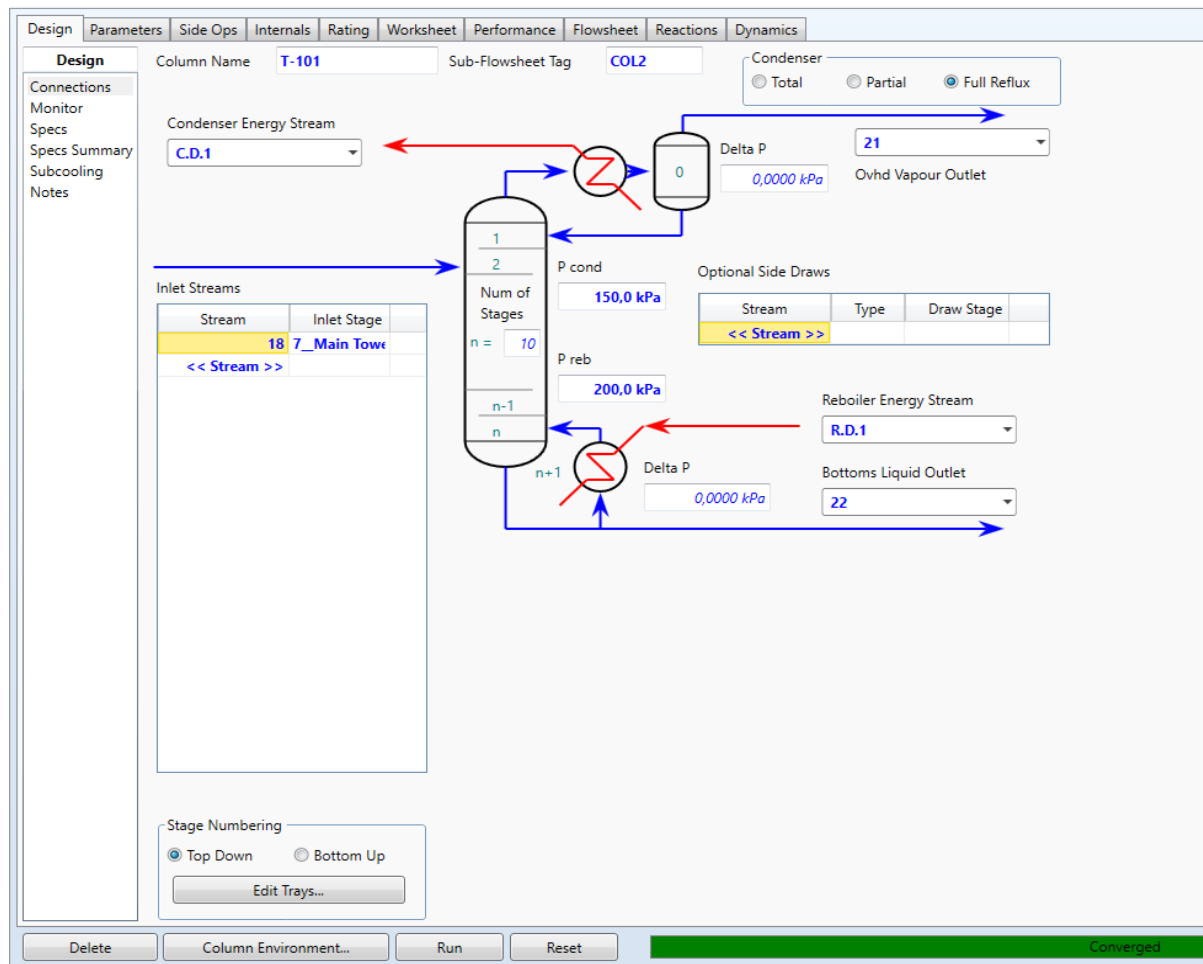 Design Parameters Side Ops Internals Rating Worksheet Performance Flowsheet Reactions Dynamics
Design
Connections
Monitor
Specs
Specs Summary
Subcooling
Notes
Column Name T-101 Sub-Flowsheet Tag COL2
Condenser
Total Partial Full Reflux
Condenser Energy Stream
C.D.1
0
Delta P
0,0000 kPa
21
Ovhd Vapour Outlet
1
2
Num of
Stages
n = 10
n-1
n
n+1
P cond
150,0 kPa
P reb
200,0 kPa
Optional Side Draws
Stream Type Draw Stage
<< Stream >>
Inlet Streams
Stream Inlet Stage
18 7__Main Towe
<< Stream >>
Reboiler Energy Stream
R.D.1
Delta P
0,0000 kPa
Bottoms Liquid Outlet
22
Stage Numbering
Top Down Bottom Up
Edit Trays...
Delete Column Environment... Run Reset Converged